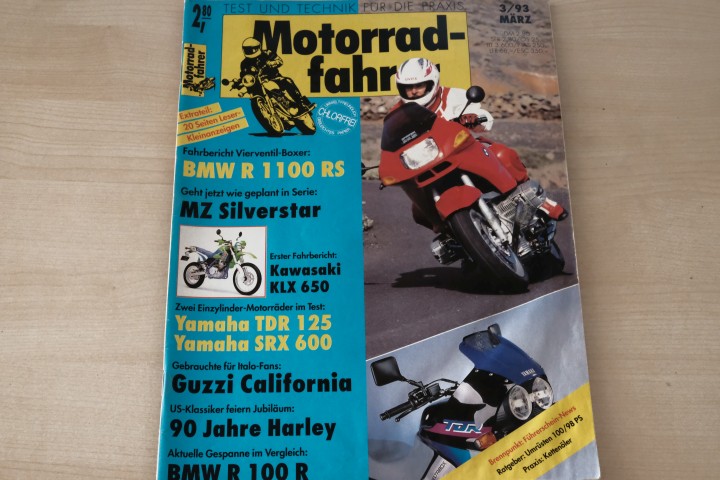 TEST UND TECHNIK FÜR DIE PRAXIS
2,80
3/93
MÄRZ
Motorrad-
fahrer
Motorrad-
fahrer
CHLORFREI
Extrateil:
20 Seiten Leser-
Kleinanzeigen
Fahrbericht Vierventil-Boxer:
BMW R 1100 RS
Geht jetzt wie geplant in Serie:
MZ Silverstar
Erster Fahrbericht:
Kawasaki
KLX 650
Zwei Einzylinder-Motorräder im Test:
Yamaha TDR 125
Yamaha SRX 600
Gebrauchte für Italo-Fans:
Guzzi California
US-Klassiker feiern Jubiläum:
90 Jahre Harley
Aktuelle Gespanne im Vergleich:
BMW R 100 R
YAMAHA
TDR
Brennpunkt: Führerschein-News
Ratgeber: Umrüsten 100/98 PS
Praxis: Kettenöler